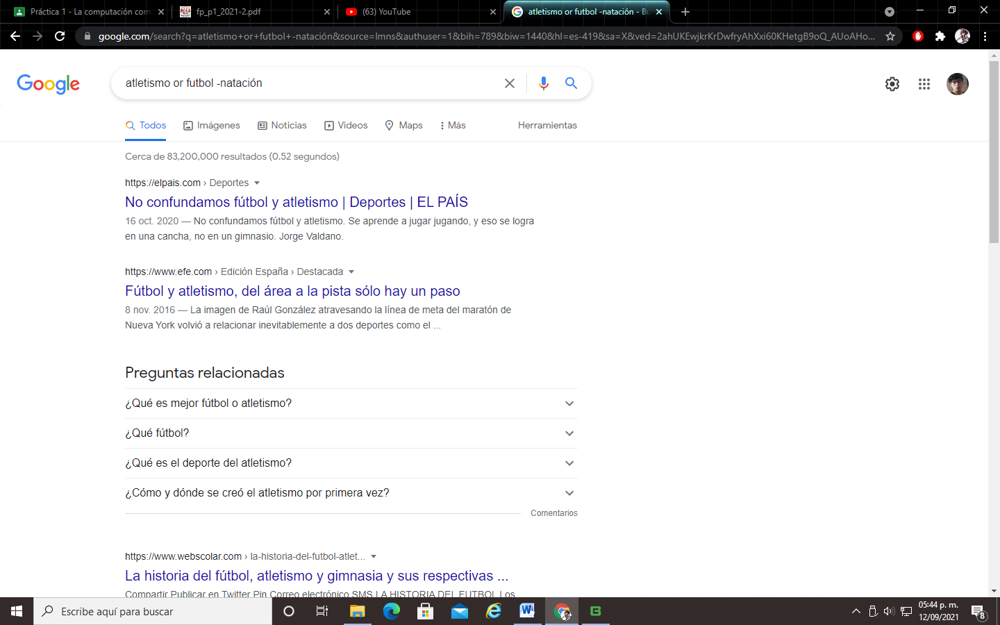 Práctica 1 - La computación com
fp_p1_2021-2.pdf
(63) YouTube
atletismo or futbol -natación - Bu
google.com/search?q=atletismo+or+futbol+-natación&source=lmns&authuser=1&bih=789&biw=1440&hl=es-419&sa=X&ved=2ahUKEwjkrKrDwfryAhXxi60KHetgB9oQ_AUoAHo...
Google
atletismo or futbol -natación
Todos
Imágenes
Noticias
Videos
Maps
Más
Herramientas
Cerca de 83,200,000 resultados (0.52 segundos)
https://elpais.com › Deportes
No confundamos fútbol y atletismo | Deportes | EL PAÍS
16 oct. 2020 — No confundamos fútbol y atletismo. Se aprende a jugar jugando, y eso se logra
en una cancha, no en un gimnasio. Jorge Valdano.
https://www.efe.com › Edición España › Destacada
Fútbol y atletismo, del área a la pista sólo hay un paso
8 nov. 2016 — La imagen de Raúl González atravesando la línea de meta del maratón de
Nueva York volvió a relacionar inevitablemente a dos deportes como el ...
Preguntas relacionadas
¿Qué es mejor fútbol o atletismo?
¿Qué fútbol?
¿Qué es el deporte del atletismo?
¿Cómo y dónde se creó el atletismo por primera vez?
Comentarios
https://www.webscolar.com › la-historia-del-futbol-atlet...
La historia del fútbol, atletismo y gimnasia y sus respectivas ...
Compartir Publicar en Twitter Pin Correo electrónico SMS LA HISTORIA DEL FUTBOL Los
Escribe aquí para buscar
05:44 p. m.
12/09/2021
8